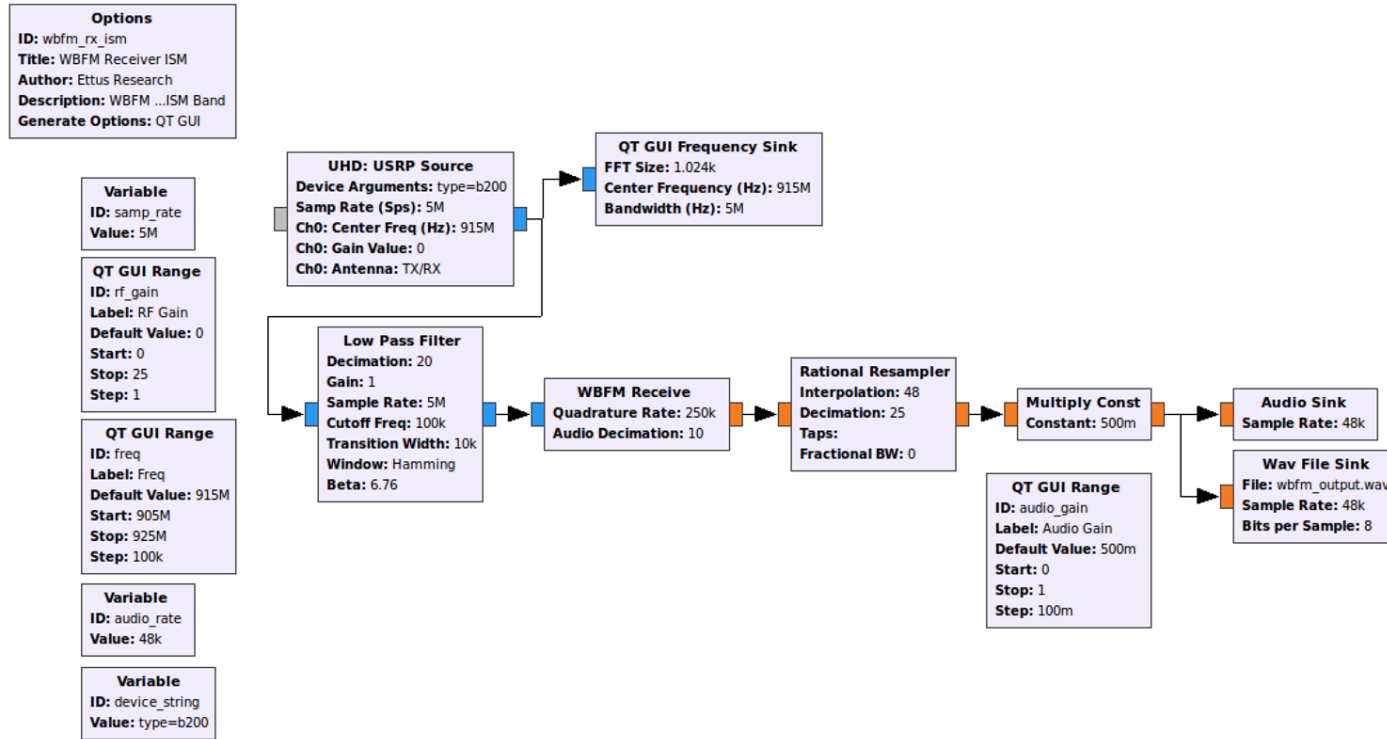 Options
ID: wbfm_rx_ism
Title: WBFM Receiver ISM
Author: Ettus Research
Description: WBFM ...ISM Band
Generate Options: QT GUI
Variable
ID: samp_rate
Value: 5M
QT GUI Range
ID: rf_gain
Label: RF Gain
Default Value: 0
Start: 0
Stop: 25
Step: 1
QT GUI Range
ID: freq
Label: Freq
Default Value: 915M
Start: 905M
Stop: 925M
Step: 100k
Variable
ID: audio_rate
Value: 48k
Variable
ID: device_string
Value: type=b200
UHD: USRP Source
Device Arguments: type=b200
Samp Rate (Sps): 5M
Ch0: Center Freq (Hz): 915M
Ch0: Gain Value: 0
Ch0: Antenna: TX/RX
QT GUI Frequency Sink
FFT Size: 1.024k
Center Frequency (Hz): 915M
Bandwidth (Hz): 5M
Low Pass Filter
Decimation: 20
Gain: 1
Sample Rate: 5M
Cutoff Freq: 100k
Transition Width: 10k
Window: Hamming
Beta: 6.76
WBFM Receive
Quadrature Rate: 250k
Audio Decimation: 10
Rational Resampler
Interpolation: 48
Decimation: 25
Taps:
Fractional BW: 0
Multiply Const
Constant: 500m
QT GUI Range
ID: audio_gain
Label: Audio Gain
Default Value: 500m
Start: 0
Stop: 1
Step: 100m
Audio Sink
Sample Rate: 48k
Wav File Sink
File: wbfm_output.wav
Sample Rate: 48k
Bits per Sample: 8